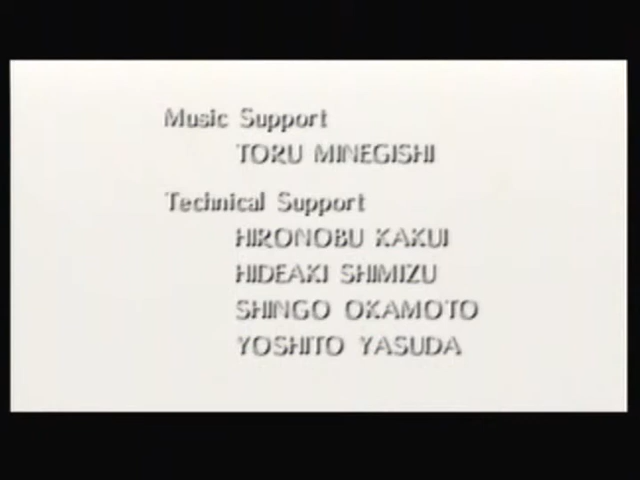 Music Support
TORU MINEGISHI
Technical Support
HIRONOBU KAKUI
HIDEAKI SHIMIZU
SHINGO OKAMOTO
YOSHITO YASUDA